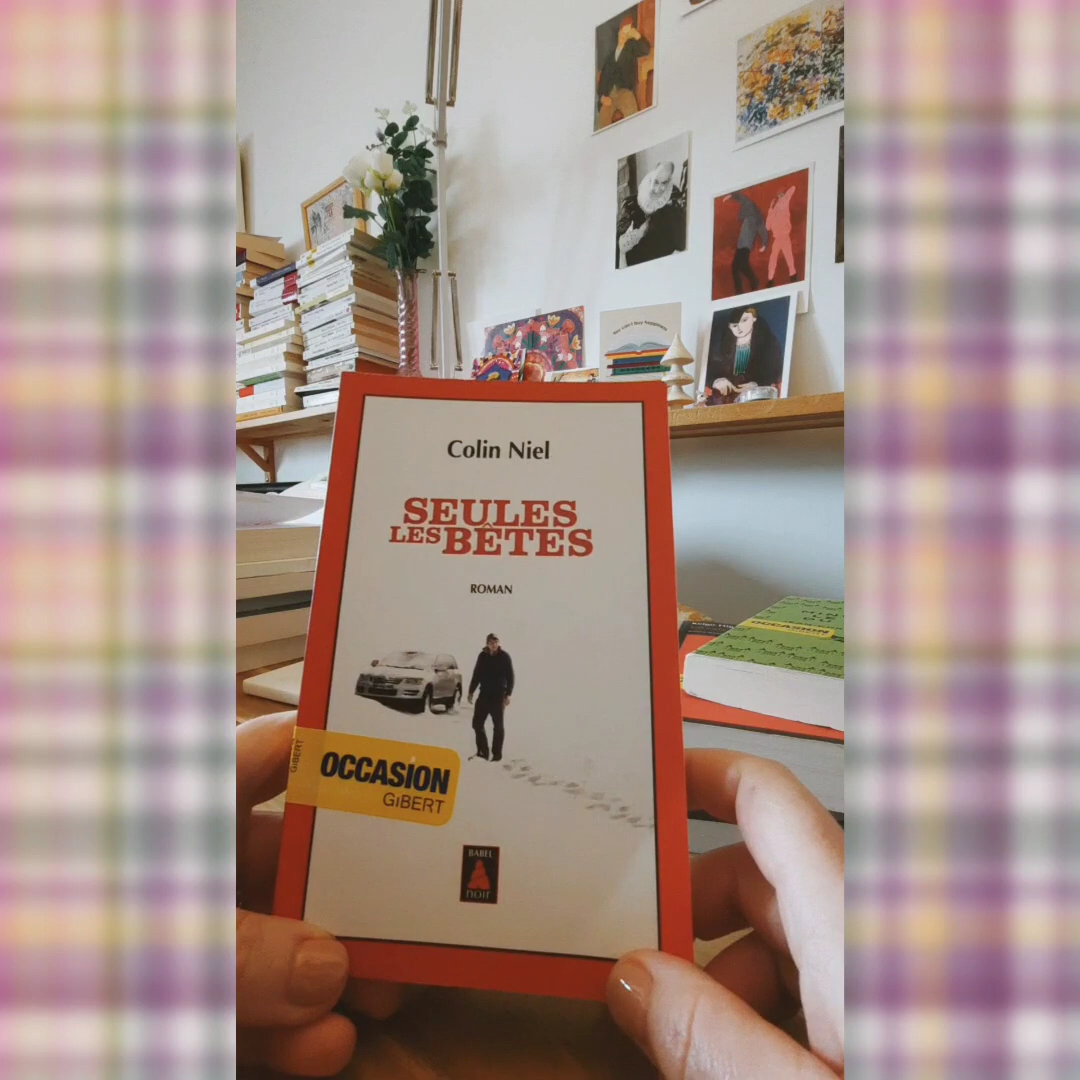 Colin Niel
SEULES
LES BÊTES
ROMAN
OCCASION
GIBERT
GIBERT
BABEL
noir
OCCASION